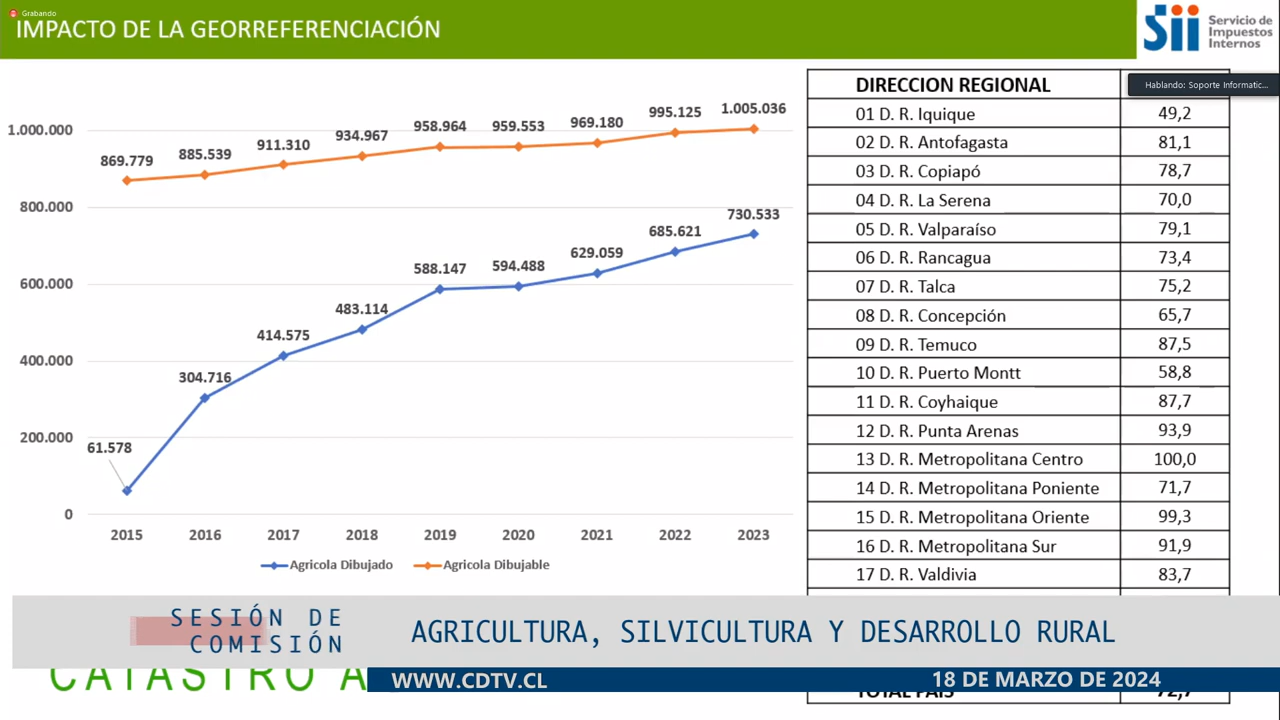 Grabando
IMPACTO DE LA GEORREFERENCIACIÓN
Sii Servicio de
Impuestos
Internos
Hablando: Soporte Informatic...
1.000.000
800.000
600.000
400.000
200.000
0
869.779 885.539 911.310 934.967 958.964 959.553 969.180 995.125 1.005.036
61.578 304.716 414.575 483.114 588.147 594.488 629.059 685.621 730.533
2015 2016 2017 2018 2019 2020 2021 2022 2023
Agricola Dibujado Agricola Dibujable
DIRECCION REGIONAL
01 D. R. Iquique 49,2
02 D. R. Antofagasta 81,1
03 D. R. Copiapó 78,7
04 D. R. La Serena 70,0
05 D. R. Valparaíso 79,1
06 D. R. Rancagua 73,4
07 D. R. Talca 75,2
08 D. R. Concepción 65,7
09 D. R. Temuco 87,5
10 D. R. Puerto Montt 58,8
11 D. R. Coyhaique 87,7
12 D. R. Punta Arenas 93,9
13 D. R. Metropolitana Centro 100,0
14 D. R. Metropolitana Poniente 71,7
15 D. R. Metropolitana Oriente 99,3
16 D. R. Metropolitana Sur 91,9
17 D. R. Valdivia 83,7
TOTAL PAIS 72,7
SESIÓN DE
COMISIÓN
AGRICULTURA, SILVICULTURA Y DESARROLLO RURAL
CATASTRO A
WWW.CDTV.CL
18 DE MARZO DE 2024